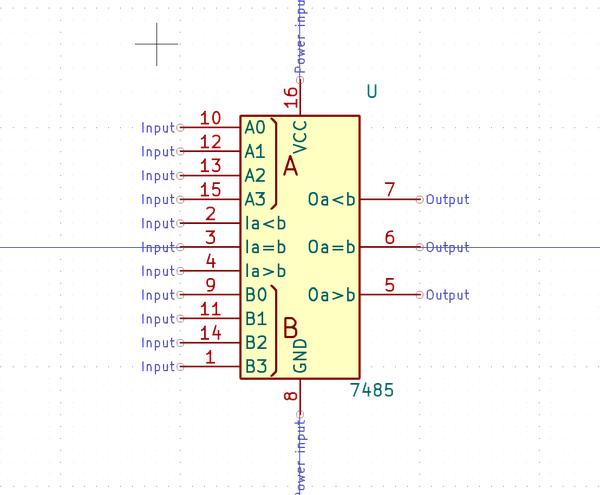 Power input
16
U
VCC
Input 10 A0
Input 12 A1
A
Input 13 A2
Input 15 A3
Oa<b 7 Output
Input 2 Ia<b
Input 3 Ia=b
Oa=b 6 Output
Input 4 Ia>b
Input 9 B0
Oa>b 5 Output
Input 11 B1
B
Input 14 B2
Input 1 B3
GND
8
7485
Power input